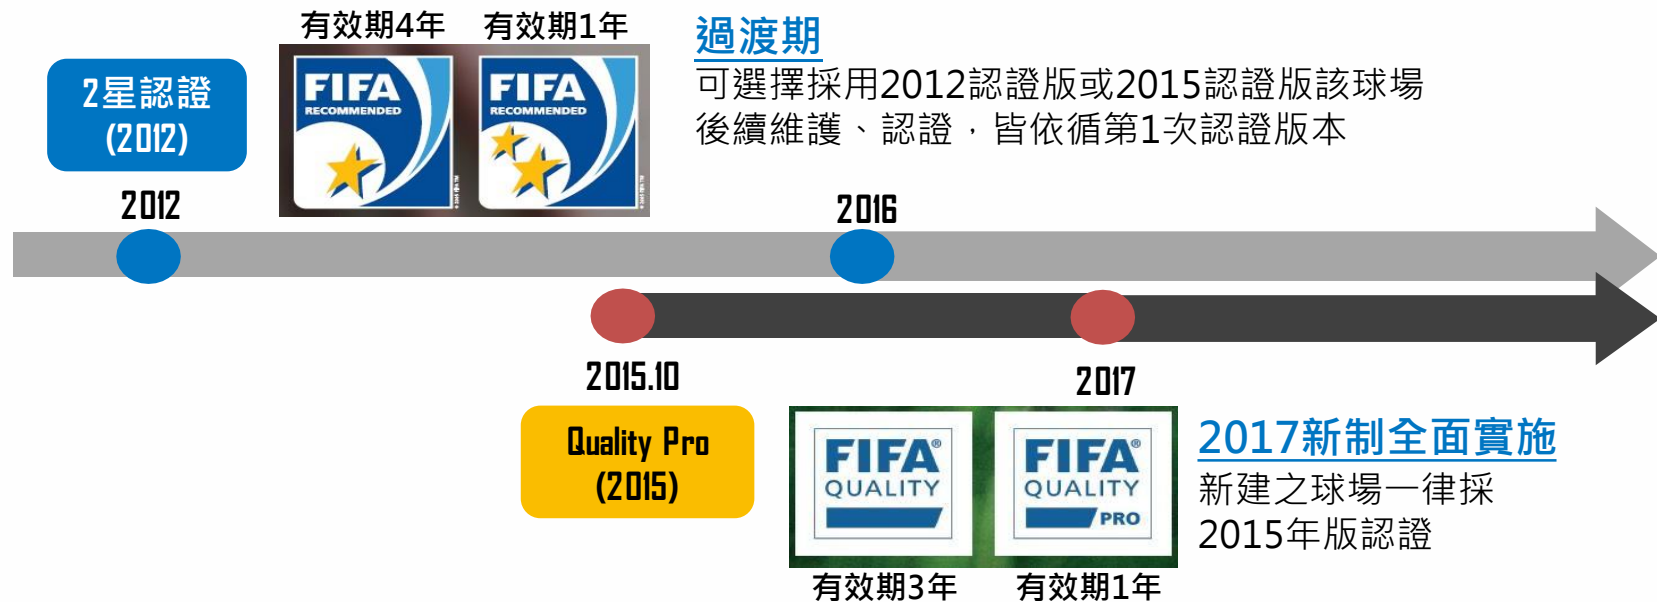 有效期4年 有效期1年
2星認證
(2012)
FIFA
RECOMMENDED
FIFA
RECOMMENDED
過渡期
可選擇採用2012認證版或2015認證版該球場
後續維護、認證，皆依循第1次認證版本
2012
2016
2015.10
2017
Quality Pro
(2015)
FIFA®
QUALITY
FIFA®
QUALITY
PRO
2017新制全面實施
新建之球場一律採
2015年版認證
有效期3年 有效期1年